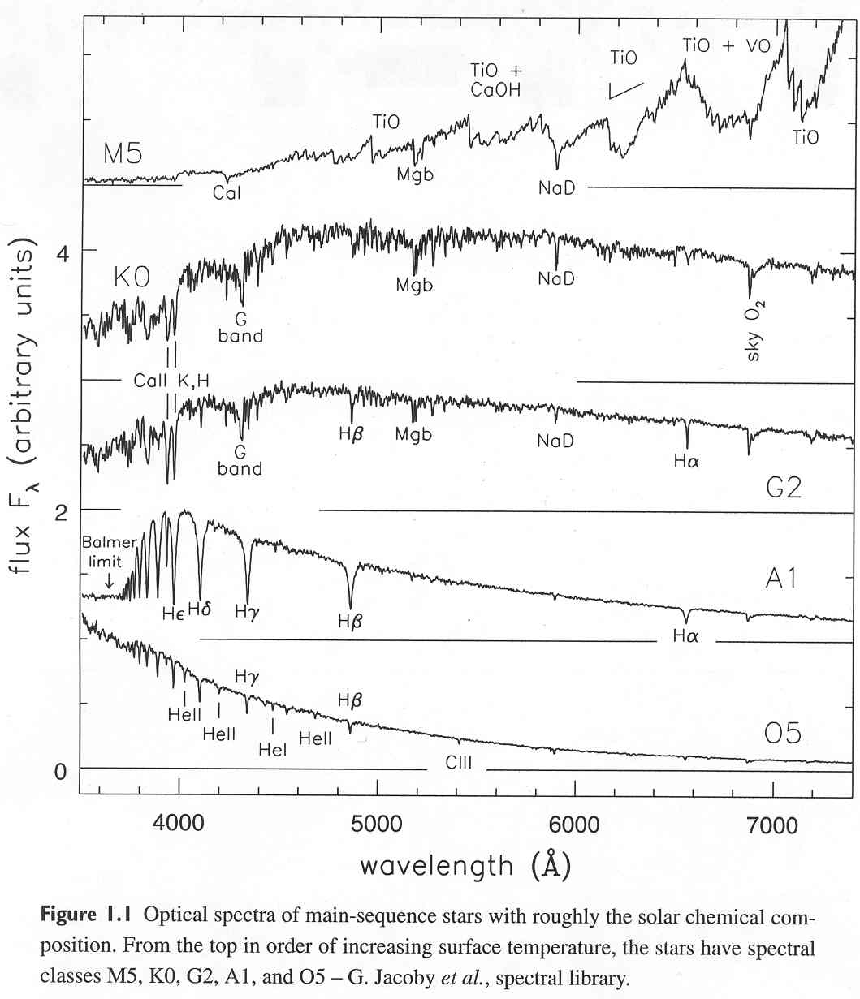 TiO + VO
TiO
TiO +
CaOH
TiO
TiO
M5
Mgb
CaI
NaD
4
K0
Mgb
NaD
G
band
sky O2
CaII K,H
Hβ
Mgb
NaD
G
band
Hα
G2
2
Balmer
limit
A1
Hϵ
Hδ
Hγ
Hβ
Hα
Hγ
Hβ
HeII
HeII
HeI
HeII
O5
CIII
0
flux Fλ (arbitrary units)
4000
5000
6000
7000
wavelength (Å)
Figure 1.1 Optical spectra of main-sequence stars with roughly the solar chemical com-
position. From the top in order of increasing surface temperature, the stars have spectral
classes M5, K0, G2, A1, and O5 – G. Jacoby et al., spectral library.